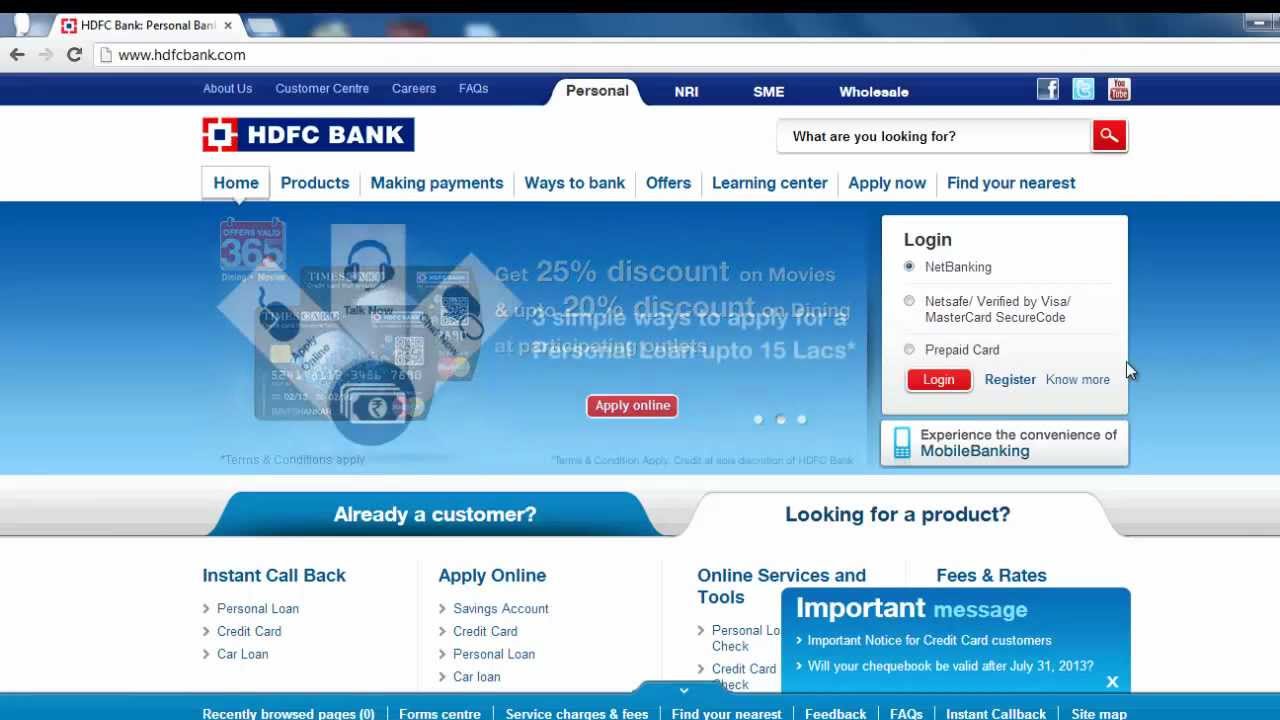 HDFC Bank: Personal Ban
www.hdfcbank.com
About Us Customer Centre Careers FAQs Personal NRI SME Wholesale
You Tube
HDFC BANK
What are you looking for?
Home Products Making payments Ways to bank Offers Learning center Apply now Find your nearest
OFFERS VALID
365
Dining + Movies
Talk Now
Apply Online
Get 25% discount on Movies
& upto 20% discount on Dining
at participating outlets
3 simple ways to apply for a
Personal Loan upto 15 Lacs*
Apply online
*Terms & Conditions apply
*Terms & Condition Apply. Credit at sole discretion of HDFC Bank
Login
NetBanking
Netsafe/ Verified by Visa/
MasterCard SecureCode
Prepaid Card
Login Register Know more
Experience the convenience of
MobileBanking
Already a customer? Looking for a product?
Instant Call Back
Personal Loan
Credit Card
Car Loan
Apply Online
Savings Account
Credit Card
Personal Loan
Car loan
Online Services and
Tools
Personal Lo
Check
Credit Card
Check
Fees & Rates
Important message
Important Notice for Credit Card customers
Will your chequebook be valid after July 31, 2013?
X
Recently browsed pages (0) Forms centre Service charges & fees Find your nearest Feedback FAQs Instant Callback Site map